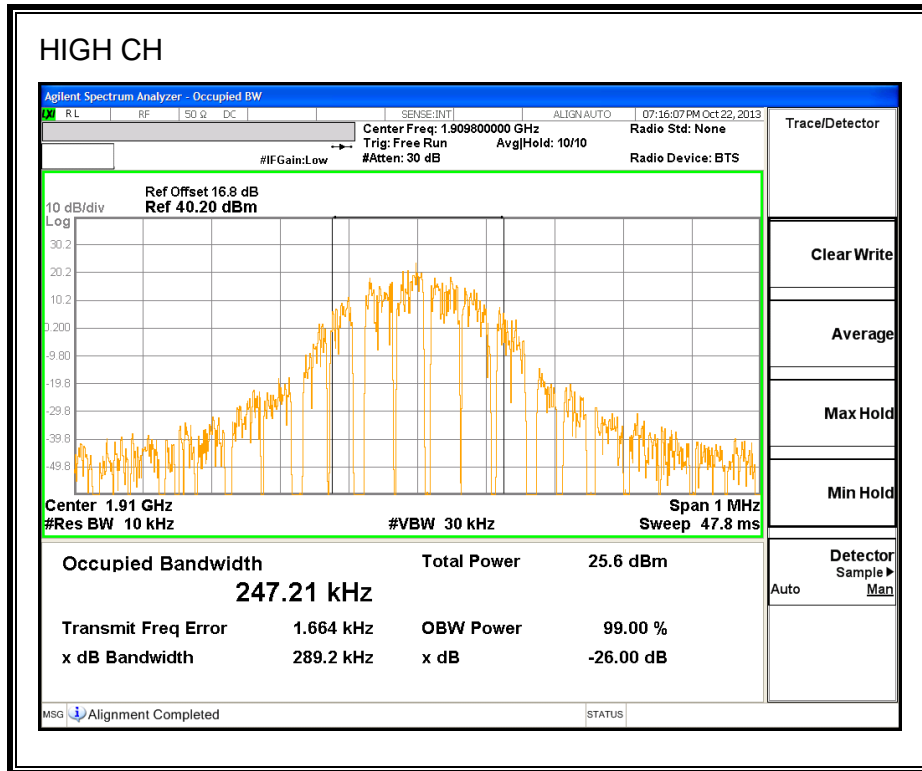 HIGH CH
Agilent Spectrum Analyzer - Occupied BW
LXI RL RF 50 Ω DC SENSE:INT ALIGN AUTO 07:16:07 PM Oct 22, 2013
Center Freq: 1.909800000 GHz Radio Std: None
Trig: Free Run Avg|Hold: 10/10
#IFGain:Low #Atten: 30 dB Radio Device: BTS
Ref Offset 16.8 dB
10 dB/div Ref 40.20 dBm
Log
30.2
20.2
10.2
0.200
-9.80
-19.8
-29.8
-39.8
-49.8
Center 1.91 GHz Span 1 MHz
#Res BW 10 kHz #VBW 30 kHz Sweep 47.8 ms
Occupied Bandwidth Total Power 25.6 dBm
247.21 kHz
Transmit Freq Error 1.664 kHz OBW Power 99.00 %
x dB Bandwidth 289.2 kHz x dB -26.00 dB
MSG Alignment Completed STATUS
Trace/Detector
Clear Write
Average
Max Hold
Min Hold
Detector
Sample▶
Auto Man